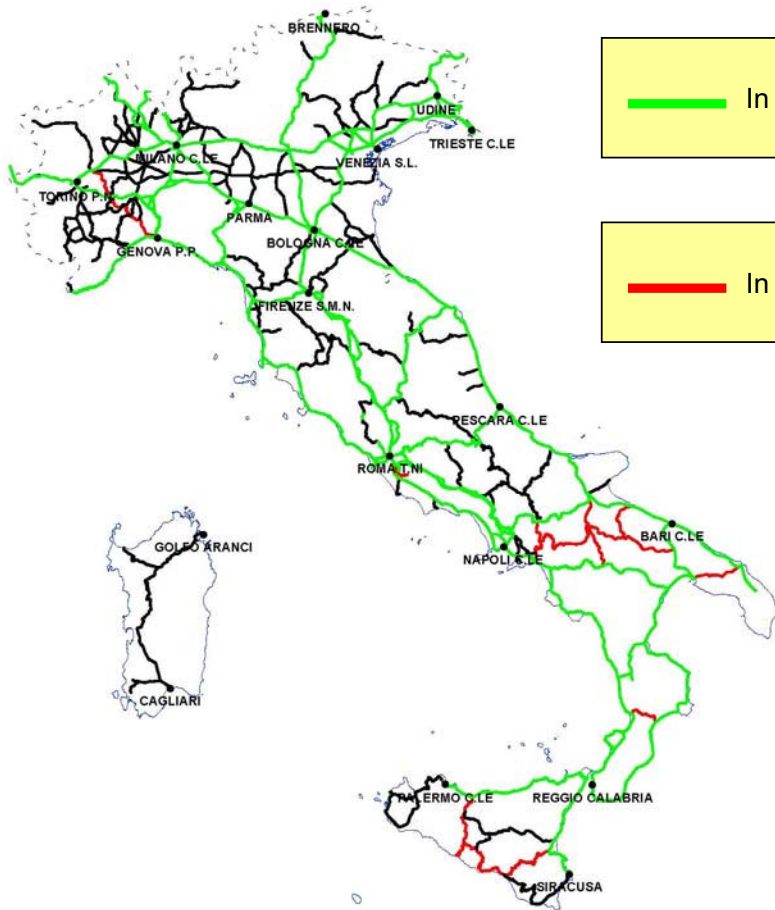 BRENNERO
In
UDINE
TRIESTE C.LE
MILANO C.LE
VENEZIA S.L.
TORINO P.N.
PARMA
BOLOGNA C.LE
GENOVA P.P.
In
FIRENZE S.M.N.
PESCARA C.LE
ROMA T.NI
GOLFO ARANCI
BARI C.LE
NAPOLI C.LE
CAGLIARI
PALERMO C.LE
REGGIO CALABRIA
SIRACUSA